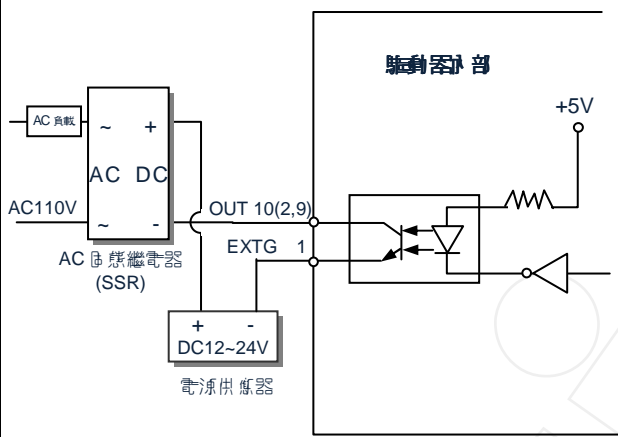 驅動器內部
+5V
AC 負載
~ +
AC DC
AC110V
~ -
OUT 10(2,9)
EXTG 1
AC 固態繼電器
(SSR)
+ -
DC12~24V
電源供應器